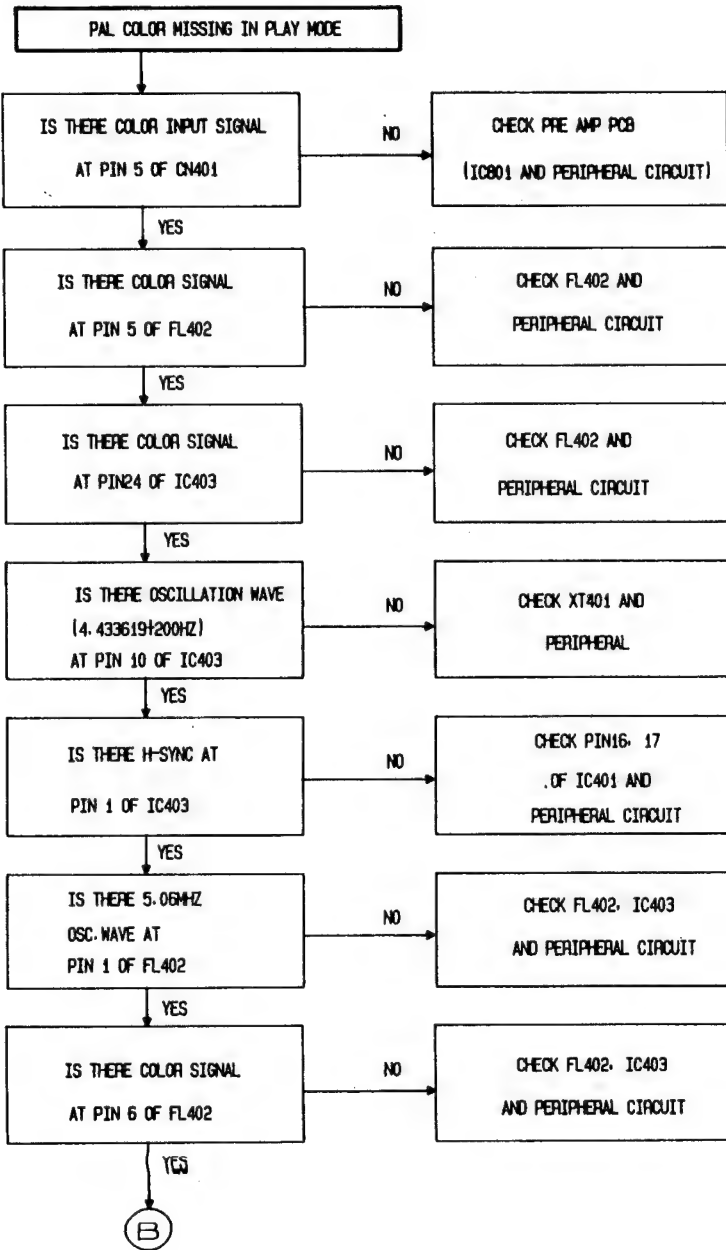 PAL COLOR MISSING IN PLAY MODE
IS THERE COLOR INPUT SIGNAL
AT PIN 5 OF CN401
NO
CHECK PRE AMP PCB
(IC801 AND PERIPHERAL CIRCUIT)
YES
IS THERE COLOR SIGNAL
AT PIN 5 OF FL402
NO
CHECK FL402 AND
PERIPHERAL CIRCUIT
YES
IS THERE COLOR SIGNAL
AT PIN24 OF IC403
NO
CHECK FL402 AND
PERIPHERAL CIRCUIT
YES
IS THERE OSCILLATION WAVE
(4.433619+200HZ)
AT PIN 10 OF IC403
NO
CHECK XT401 AND
PERIPHERAL
YES
IS THERE H-SYNC AT
PIN 1 OF IC403
NO
CHECK PIN16, 17
.OF IC401 AND
PERIPHERAL CIRCUIT
YES
IS THERE 5.06MHZ
OSC.WAVE AT
PIN 1 OF FL402
NO
CHECK FL402, IC403
AND PERIPHERAL CIRCUIT
YES
IS THERE COLOR SIGNAL
AT PIN 6 OF FL402
NO
CHECK FL402, IC403
AND PERIPHERAL CIRCUIT
YES
B